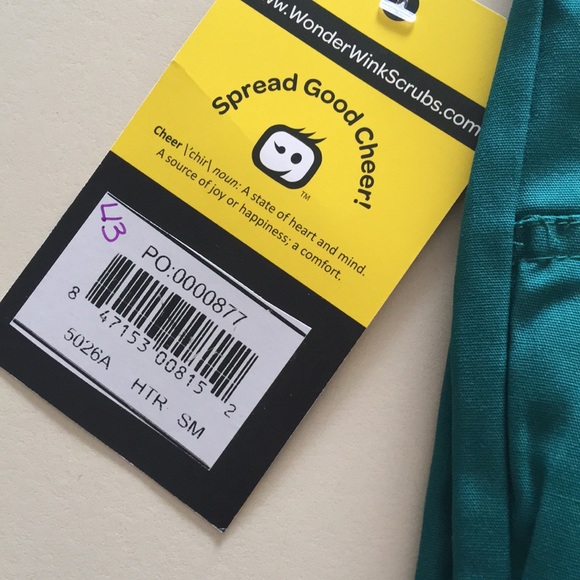 www.WonderWinkScrubs.com
Spread Good Cheer!
TM
Cheer \'chir\ noun: A state of heart and mind.
A source of joy or happiness; a comfort.
43
PO:0000877
8 47153 00815 2
5026A HTR SM